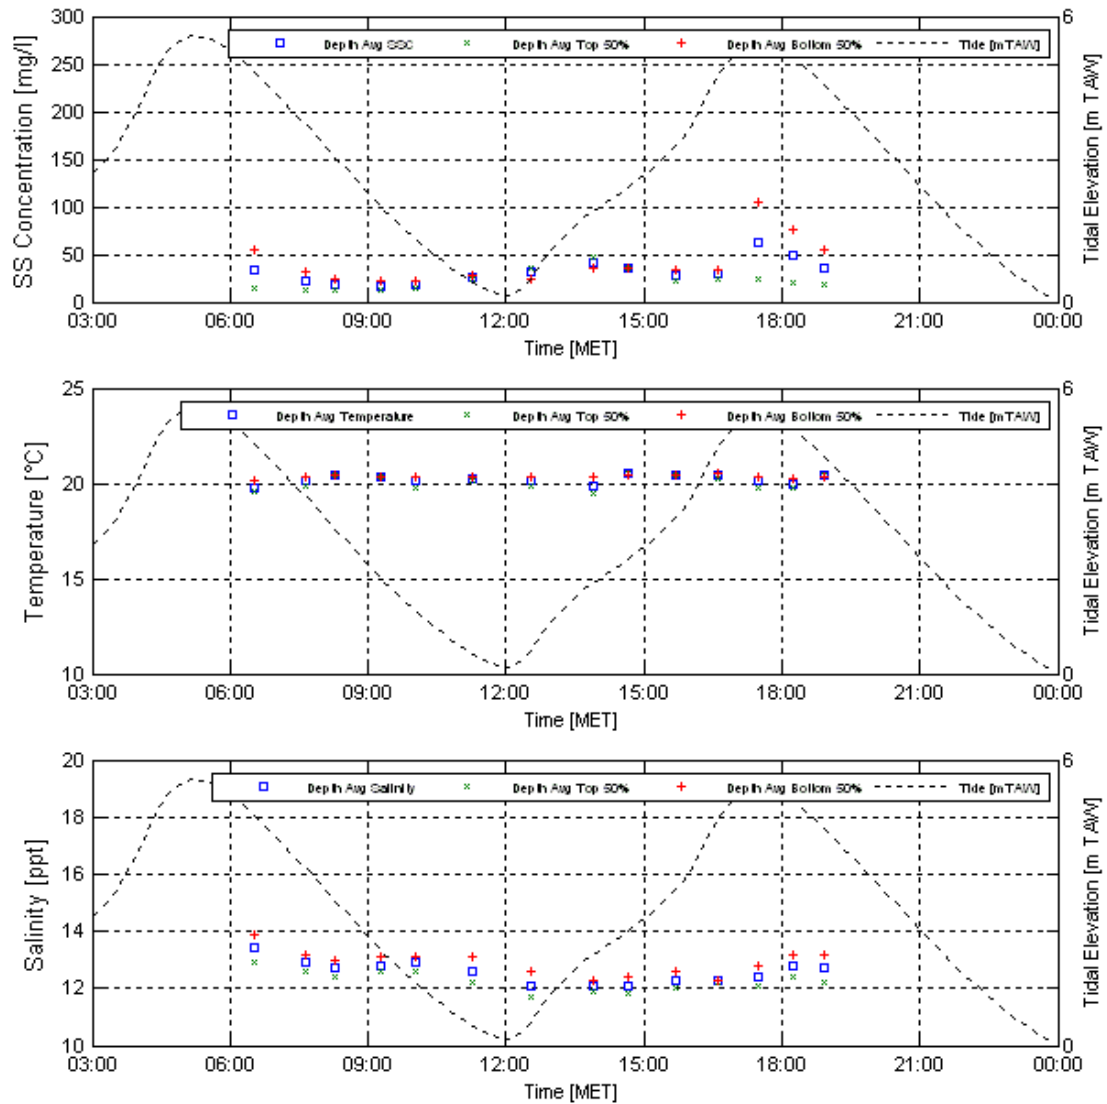 SS Concentration [mg/l]
300
250
200
150
100
50
0
Depth Avg SSC
Depth Avg Top 50%
Depth Avg Bottom 50%
Tide [mTAW]
6
0
Tidal Elevation [m TAW]
03:00 06:00 09:00 12:00 15:00 18:00 21:00 00:00
Time [MET]
Temperature [°C]
25
20
15
10
Depth Avg Temperature
Depth Avg Top 50%
Depth Avg Bottom 50%
Tide [mTAW]
6
0
Tidal Elevation [m TAW]
03:00 06:00 09:00 12:00 15:00 18:00 21:00 00:00
Time [MET]
Salinity [ppt]
20
18
16
14
12
10
Depth Avg Salinity
Depth Avg Top 50%
Depth Avg Bottom 50%
Tide [mTAW]
6
0
Tidal Elevation [m TAW]
03:00 06:00 09:00 12:00 15:00 18:00 21:00 00:00
Time [MET]